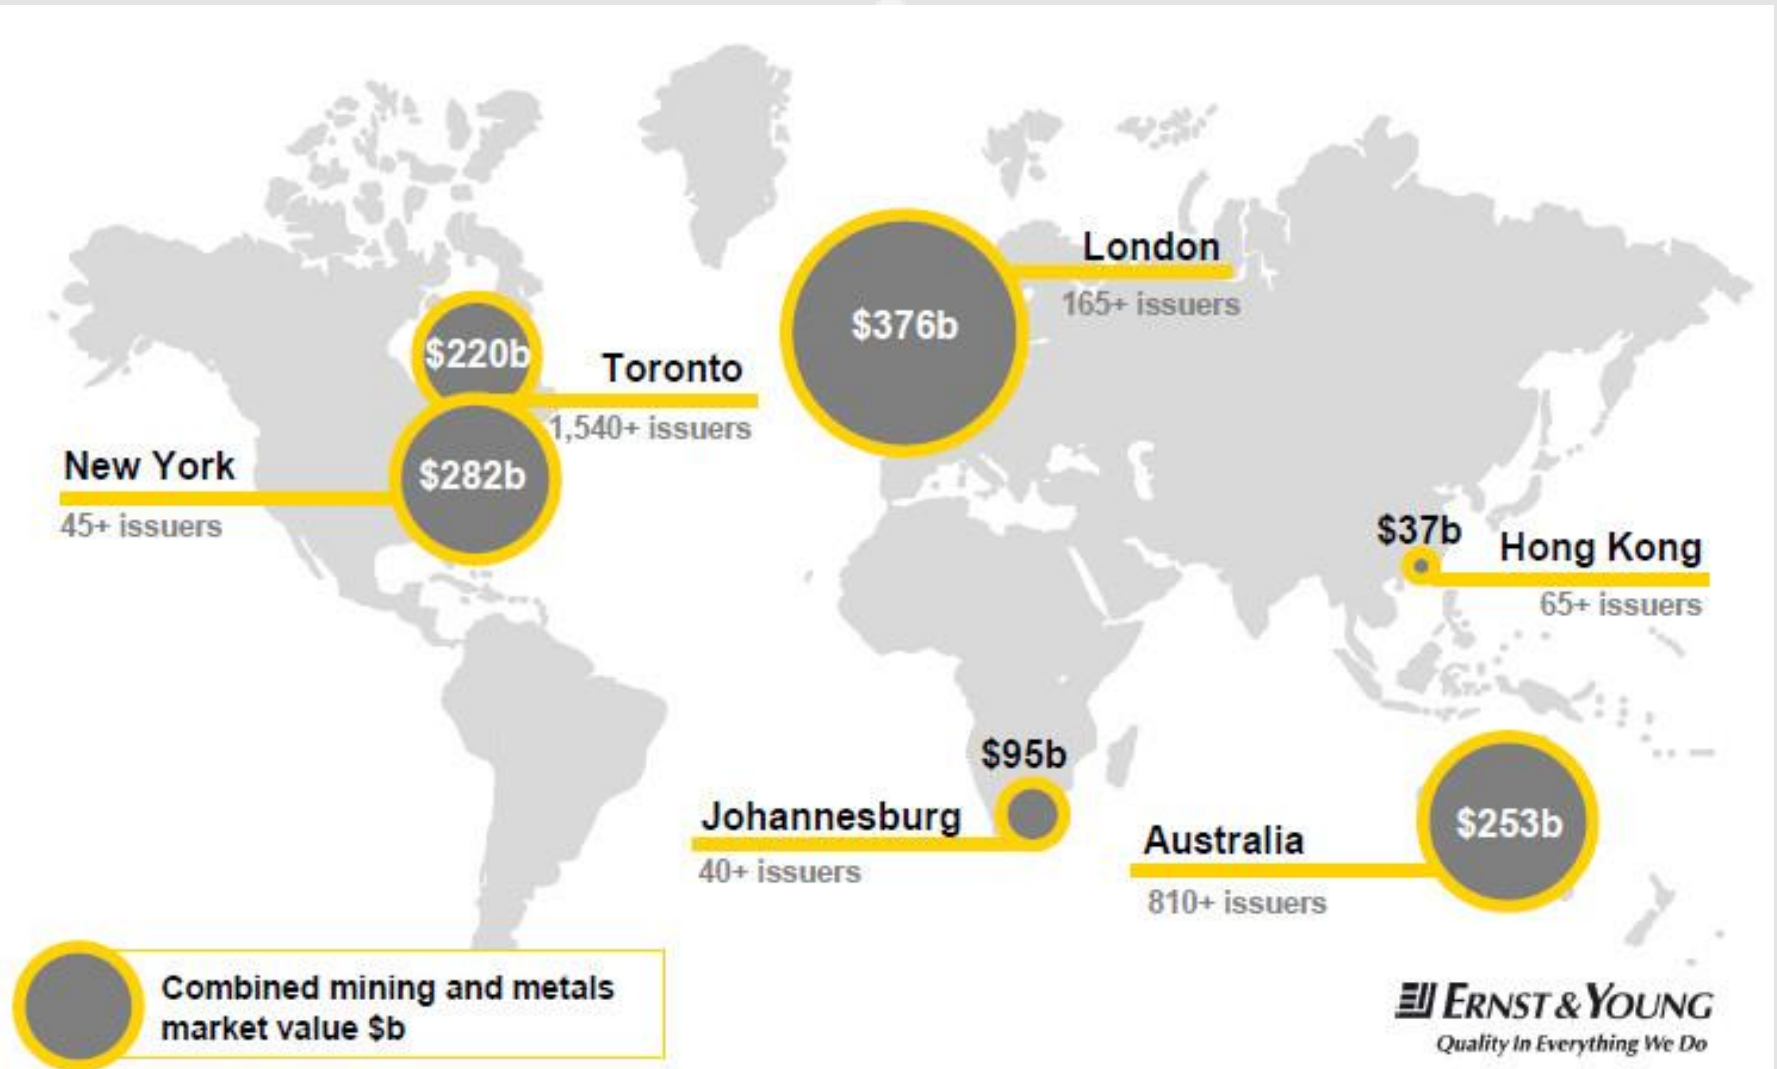 London
$376b
165+ issuers
$220b
Toronto
1,540+ issuers
New York
$282b
45+ issuers
$37b
Hong Kong
65+ issuers
$95b
Johannesburg
40+ issuers
Australia
$253b
810+ issuers
Combined mining and metals
market value $b
ERNST & YOUNG
Quality In Everything We Do